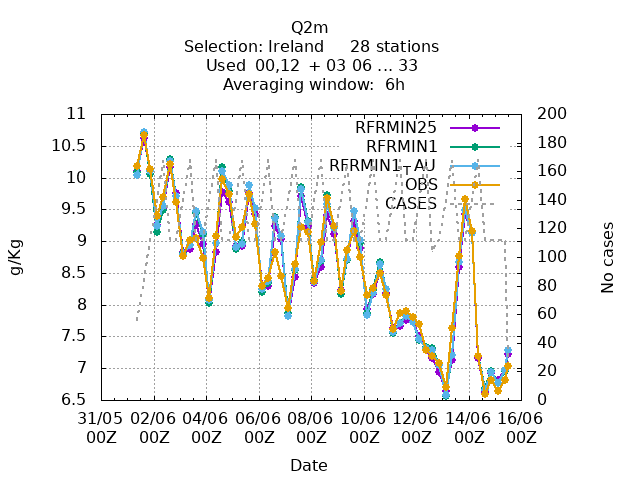 Q2m
Selection: Ireland 28 stations
Used 00,12 + 03 06 ... 33
Averaging window: 6h
g/Kg
11
10.5
10
9.5
9
8.5
8
7.5
7
6.5
RFRMIN25
RFRMIN1
RFRMIN1_AU
OBS
CASES
200
180
160
140
120
100
80
60
40
20
0
No cases
31/05 02/06 04/06 06/06 08/06 10/06 12/06 14/06 16/06
00Z 00Z 00Z 00Z 00Z 00Z 00Z 00Z 00Z
Date